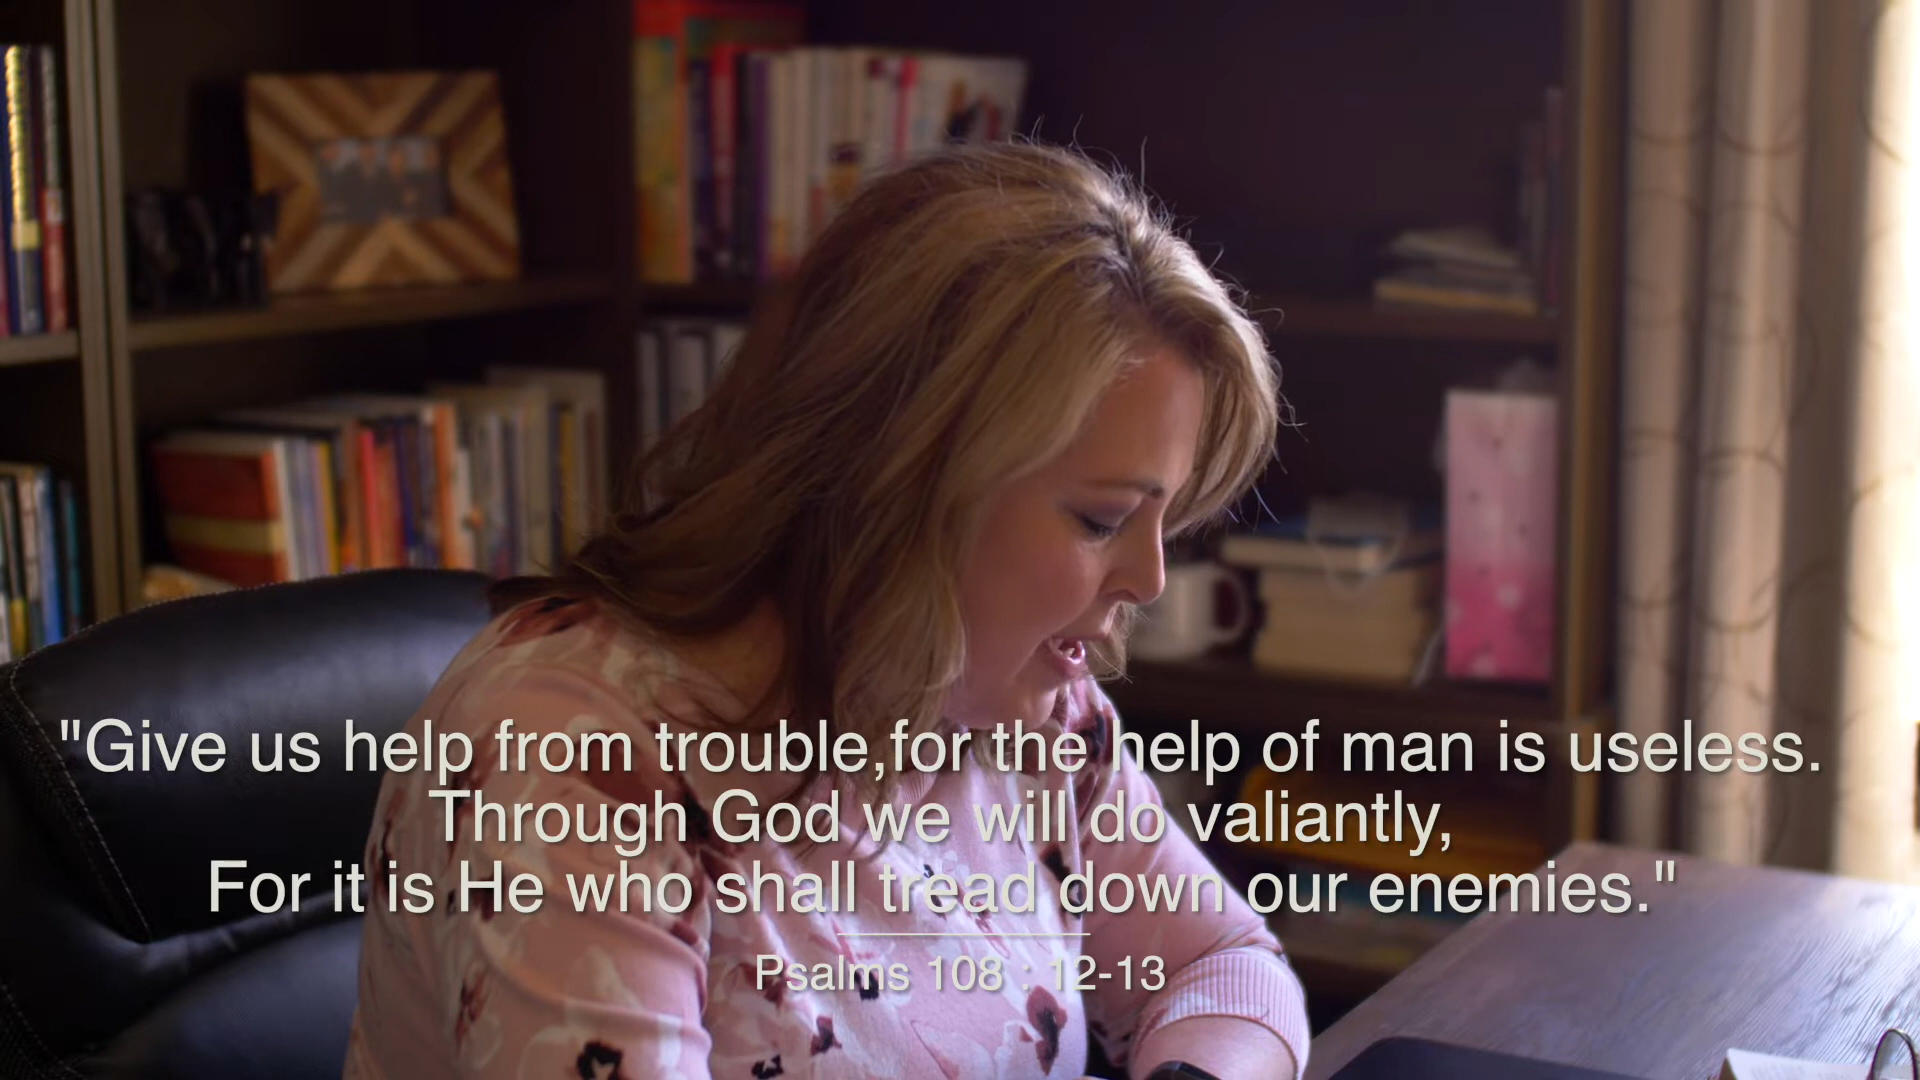 "Give us help from trouble,for the help of man is useless.
Through God we will do valiantly,
For it is He who shall tread down our enemies."
Psalms 108 : 12-13